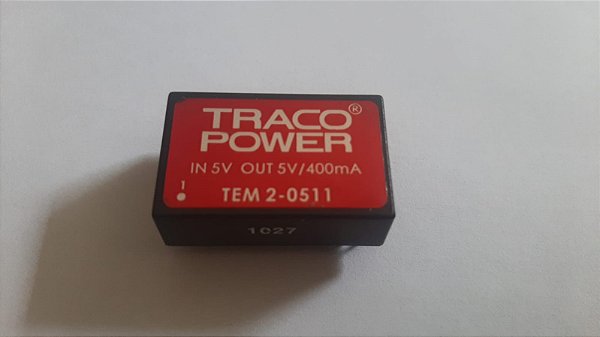 TRACO®
POWER
IN 5V OUT 5V/400mA
1
TEM 2-0511
1027